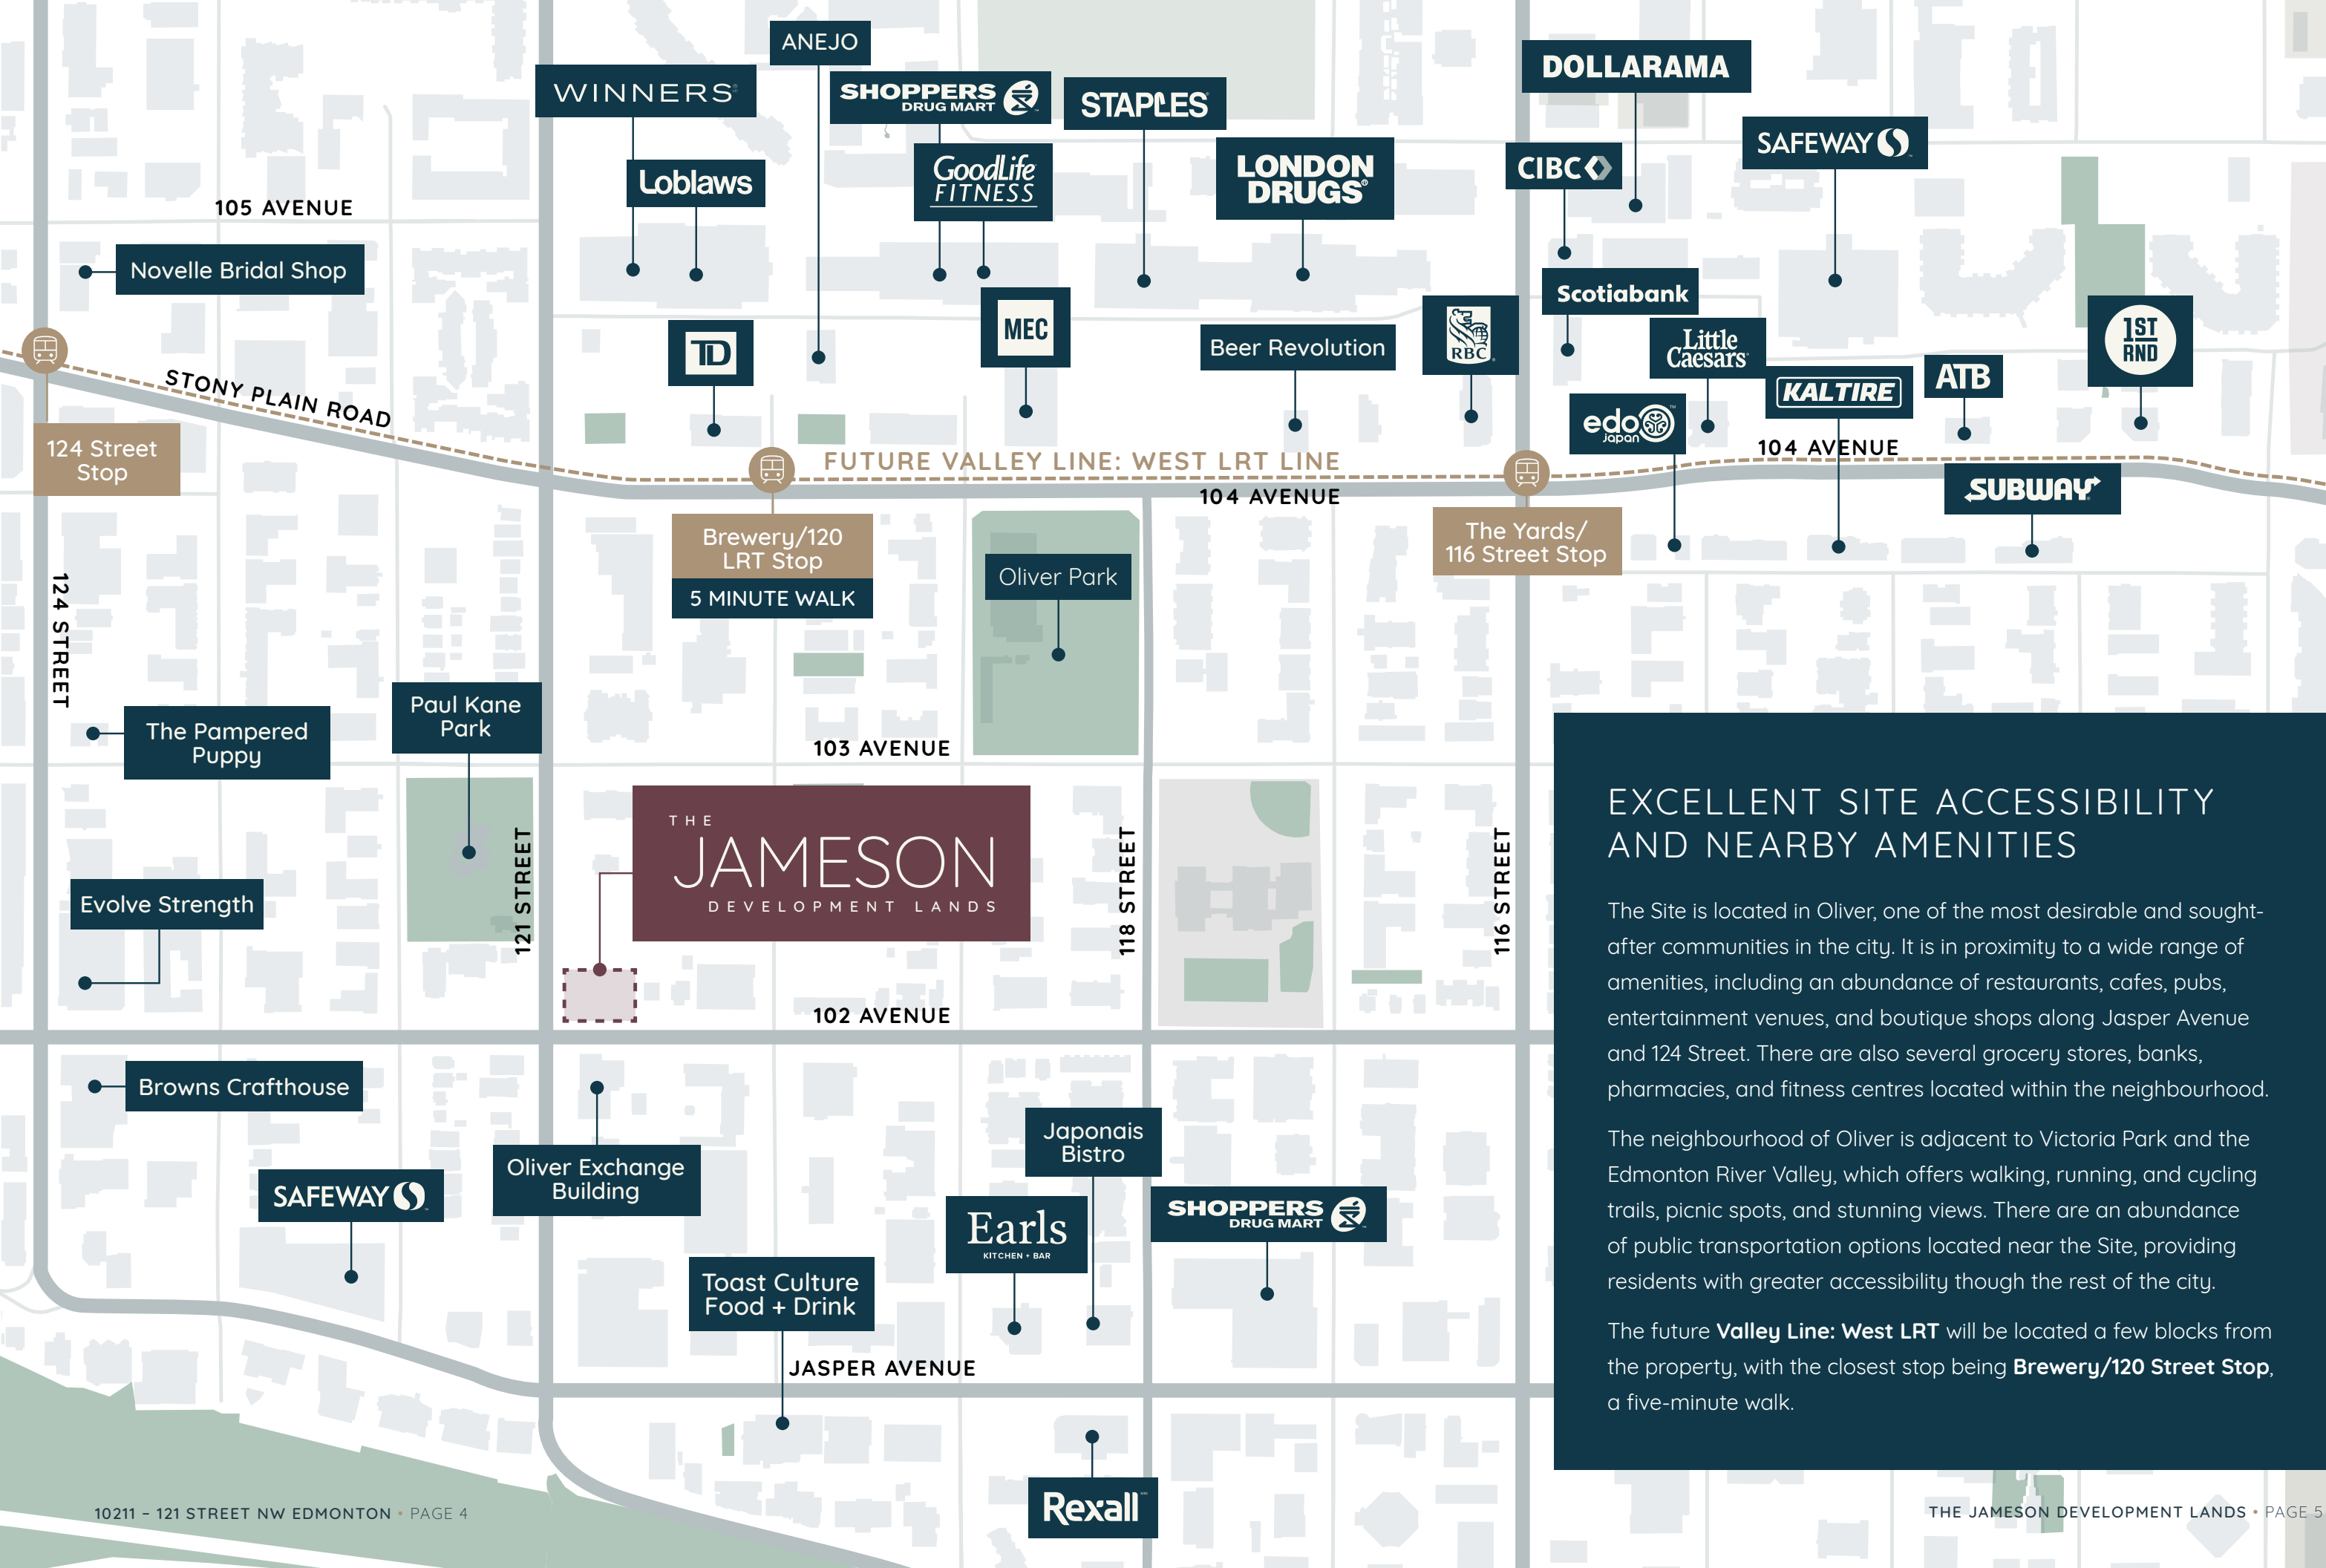 ANEJO
WINNERS
SHOPPERS
DRUG MART
STAPLES
DOLLARAMA
Loblaws
GoodLife
FITNESS
LONDON
DRUGS
CIBC
SAFEWAY
105 AVENUE
Novelle Bridal Shop
TD
MEC
Beer Revolution
RBC
Scotiabank
Little
Caesars
KALTIRE
ATB
1ST
RND
edo
japan
STONY PLAIN ROAD
124 Street
Stop
FUTURE VALLEY LINE: WEST LRT LINE
104 AVENUE
104 AVENUE
SUBWAY
Brewery/120
LRT Stop
5 MINUTE WALK
Oliver Park
The Yards/
116 Street Stop
124 STREET
Paul Kane
Park
The Pampered
Puppy
103 AVENUE
THE
JAMESON
DEVELOPMENT LANDS
121 STREET
118 STREET
116 STREET
Evolve Strength
102 AVENUE
Browns Crafthouse
Oliver Exchange
Building
SAFEWAY
Japonais
Bistro
Earls
KITCHEN + BAR
SHOPPERS
DRUG MART
Toast Culture
Food + Drink
JASPER AVENUE
Rexall
EXCELLENT SITE ACCESSIBILITY
AND NEARBY AMENITIES
The Site is located in Oliver, one of the most desirable and sought-
after communities in the city. It is in proximity to a wide range of
amenities, including an abundance of restaurants, cafes, pubs,
entertainment venues, and boutique shops along Jasper Avenue
and 124 Street. There are also several grocery stores, banks,
pharmacies, and fitness centres located within the neighbourhood.
The neighbourhood of Oliver is adjacent to Victoria Park and the
Edmonton River Valley, which offers walking, running, and cycling
trails, picnic spots, and stunning views. There are an abundance
of public transportation options located near the Site, providing
residents with greater accessibility though the rest of the city.
The future Valley Line: West LRT will be located a few blocks from
the property, with the closest stop being Brewery/120 Street Stop,
a five-minute walk.
10211 – 121 STREET NW EDMONTON • PAGE 4
THE JAMESON DEVELOPMENT LANDS • PAGE 5